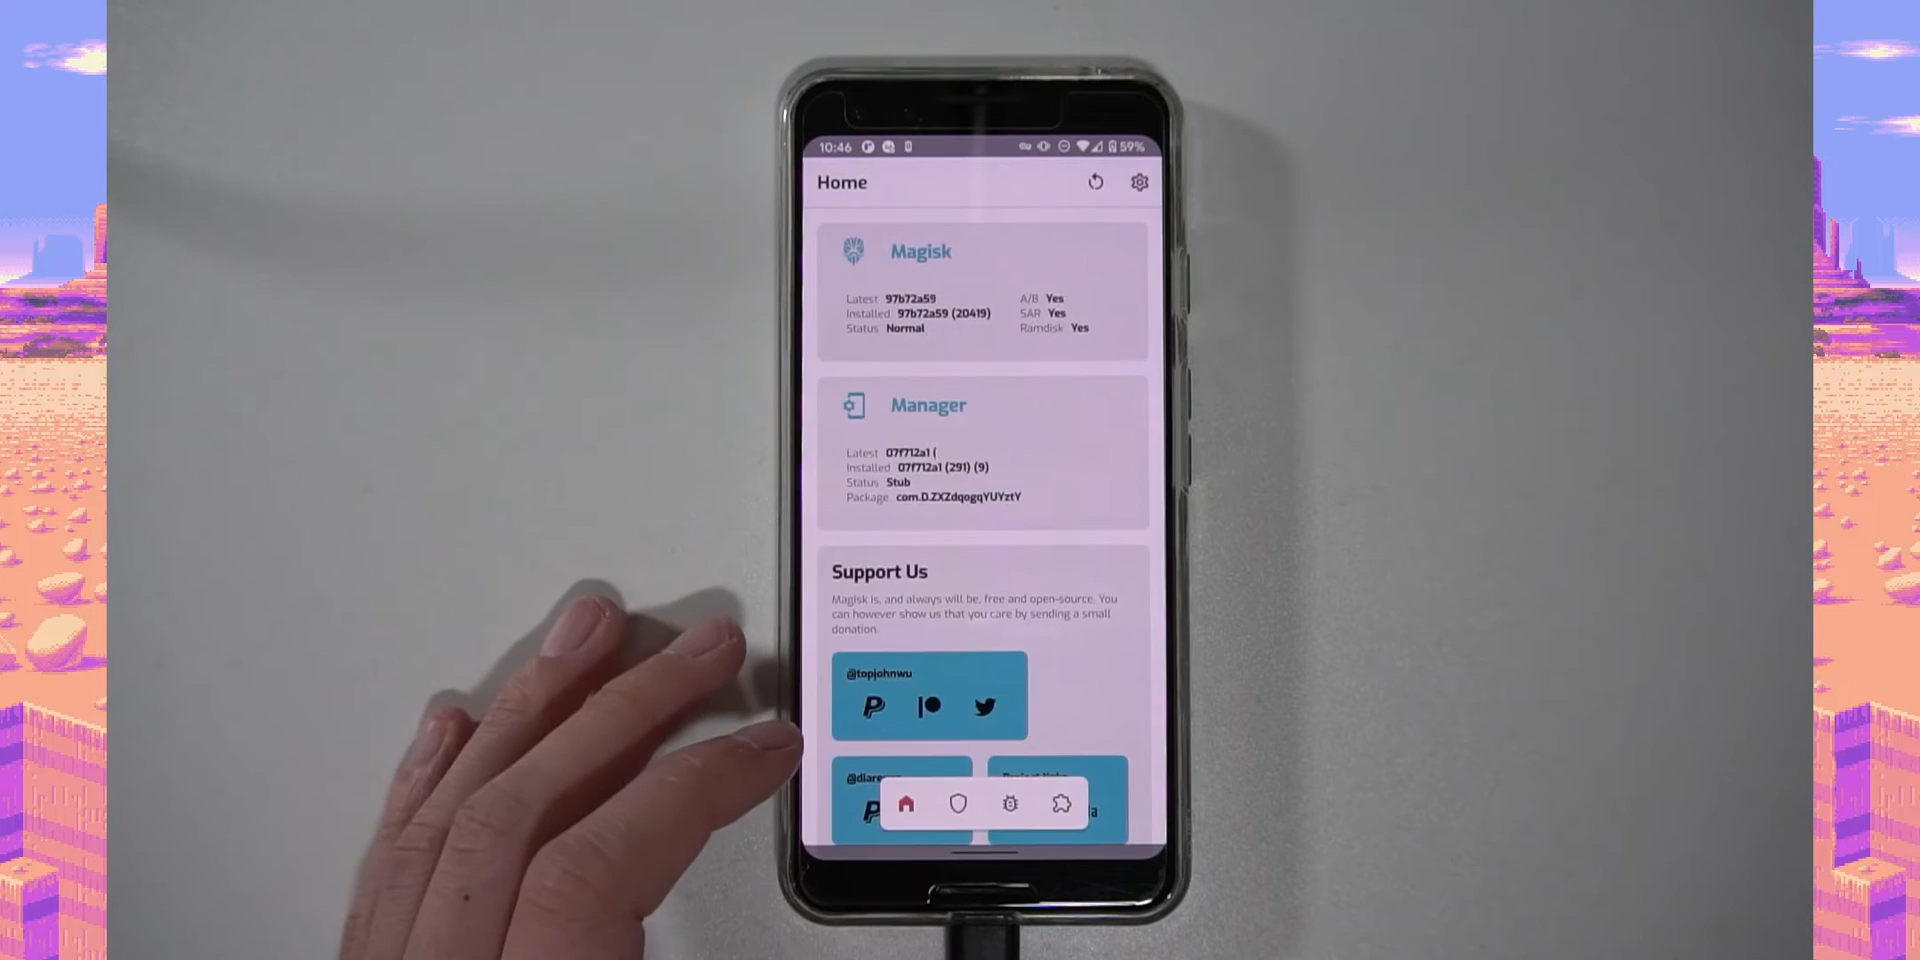 10:46 59%
Home
Magisk
Latest 97b72a59 A/B Yes
Installed 97b72a59 (20419) SAR Yes
Status Normal Ramdisk Yes
Manager
Latest 07f712a1 (
Installed 07f712a1 (291) (9)
Status Stub
Package com.D.ZXZdqogqYUYztY
Support Us
Magisk is, and always will be, free and open-source. You
can however show us that you care by sending a small
donation.
@topjohnwu